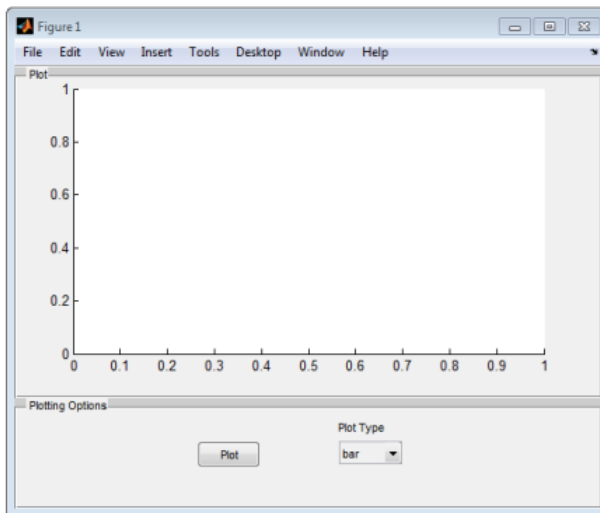 Figure 1
File Edit View Insert Tools Desktop Window Help
Plot
1
0.8
0.6
0.4
0.2
0
0 0.1 0.2 0.3 0.4 0.5 0.6 0.7 0.8 0.9 1
Plotting Options
Plot Type
Plot bar